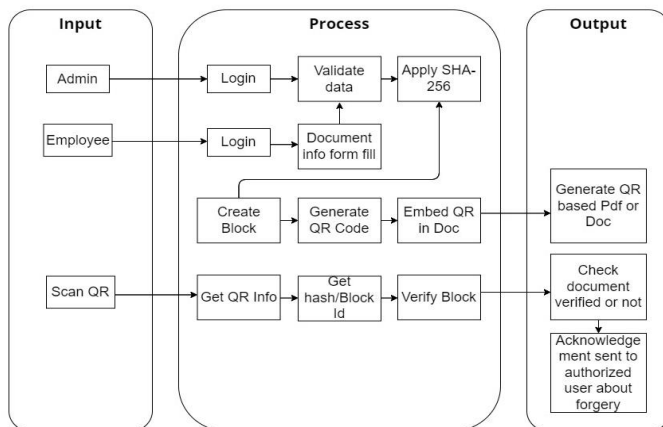 Input
Process
Output
Admin
Login
Validate
data
Apply SHA-
256
Employee
Login
Document
info form fill
Create
Block
Generate
QR Code
Embed QR
in Doc
Generate QR
based Pdf or
Doc
Scan QR
Get QR Info
Get
hash/Block
Id
Verify Block
Check
document
verified or not
Acknowledge
ment sent to
authorized
user about
forgery